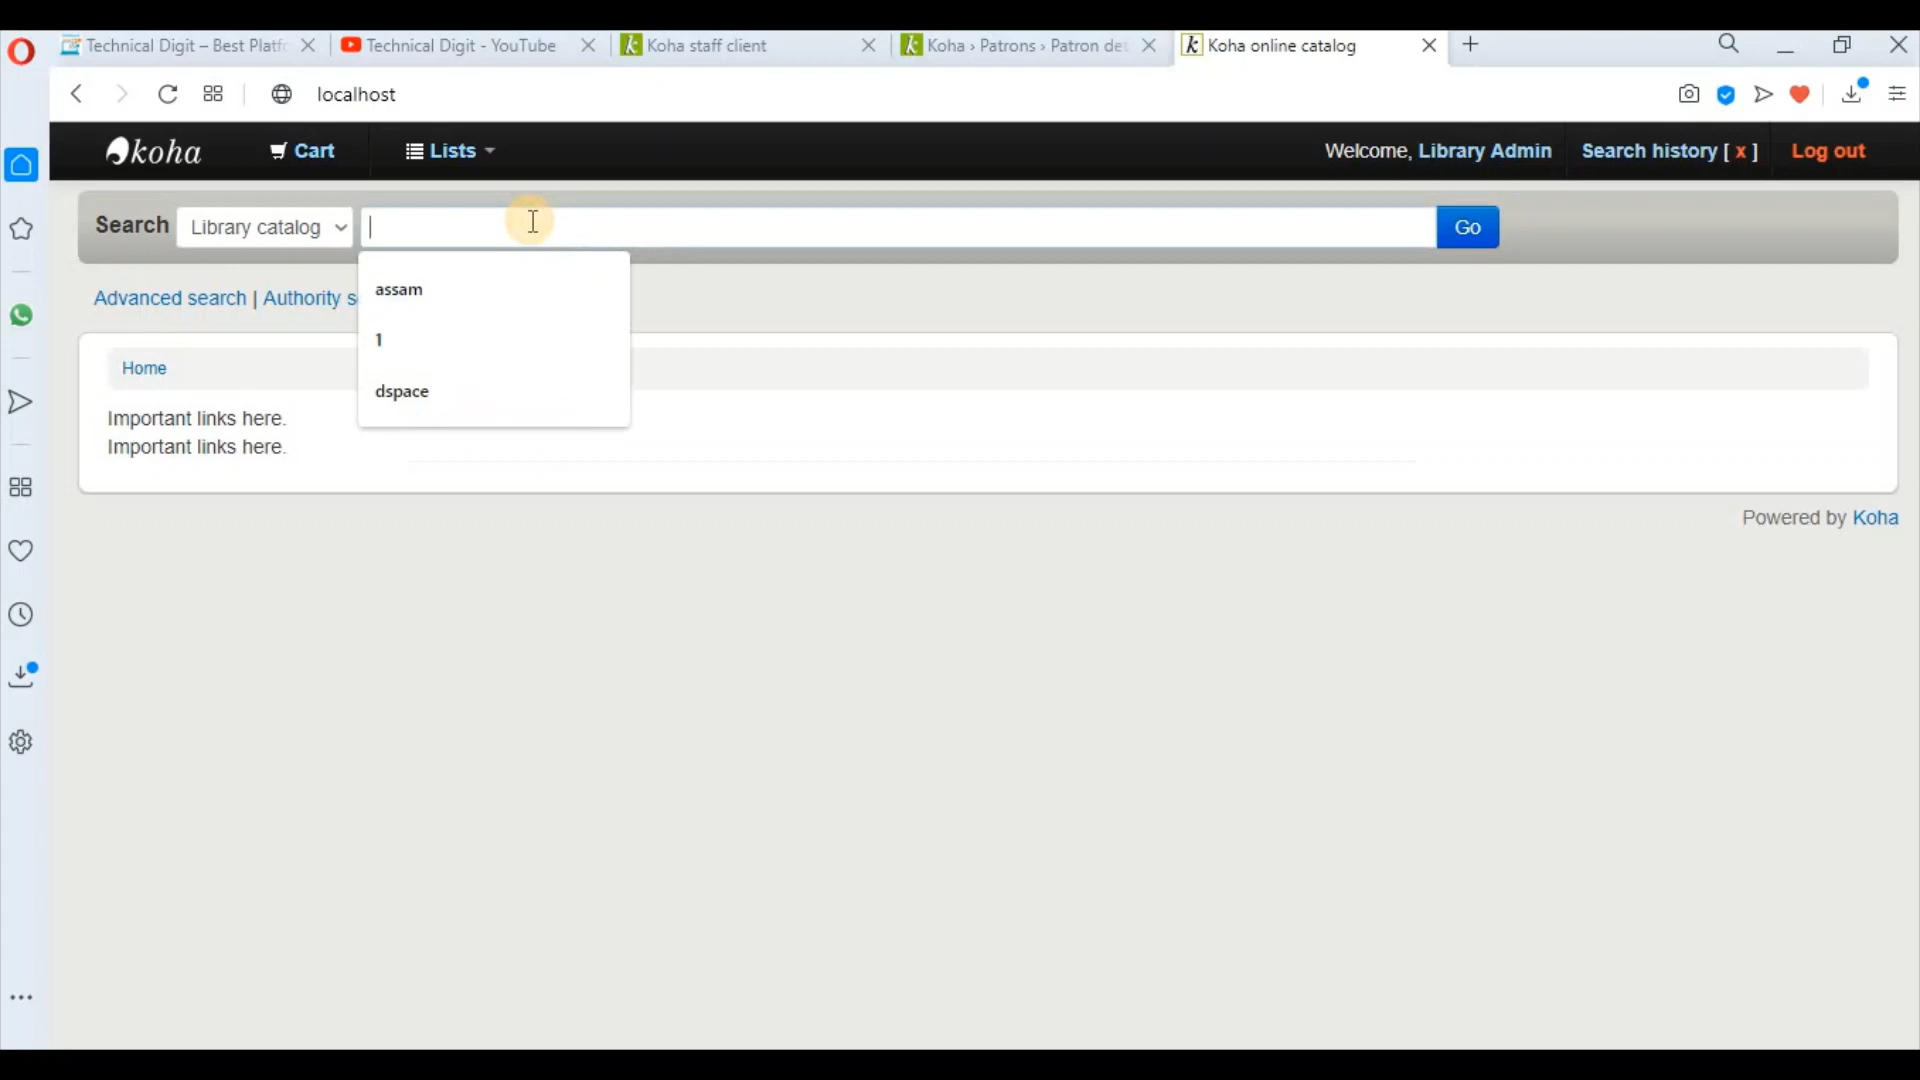 Technical Digit – Best Platf
Technical Digit - YouTube
Koha staff client
Koha › Patrons › Patron det
Koha online catalog
localhost
koha
Cart
Lists
Welcome, Library Admin
Search history [ x ]
Log out
Search
Library catalog
Go
Advanced search | Authority s
assam
1
dspace
Home
Important links here.
Important links here.
Powered by Koha